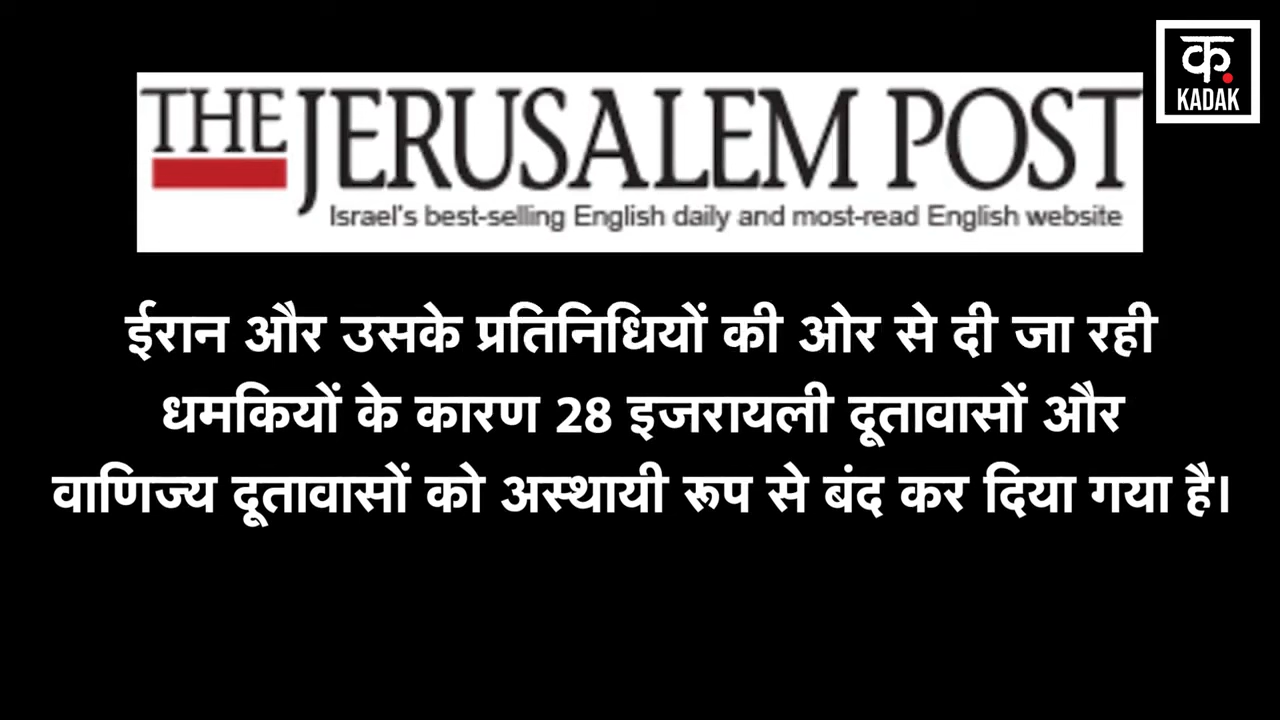 क
KADAK
THE JERUSALEM POST
Israel's best-selling English daily and most-read English website
ईरान और उसके प्रतिनिधियों की ओर से दी जा रही
धमकियों के कारण 28 इजरायली दूतावासों और
वाणिज्य दूतावासों को अस्थायी रूप से बंद कर दिया गया है।